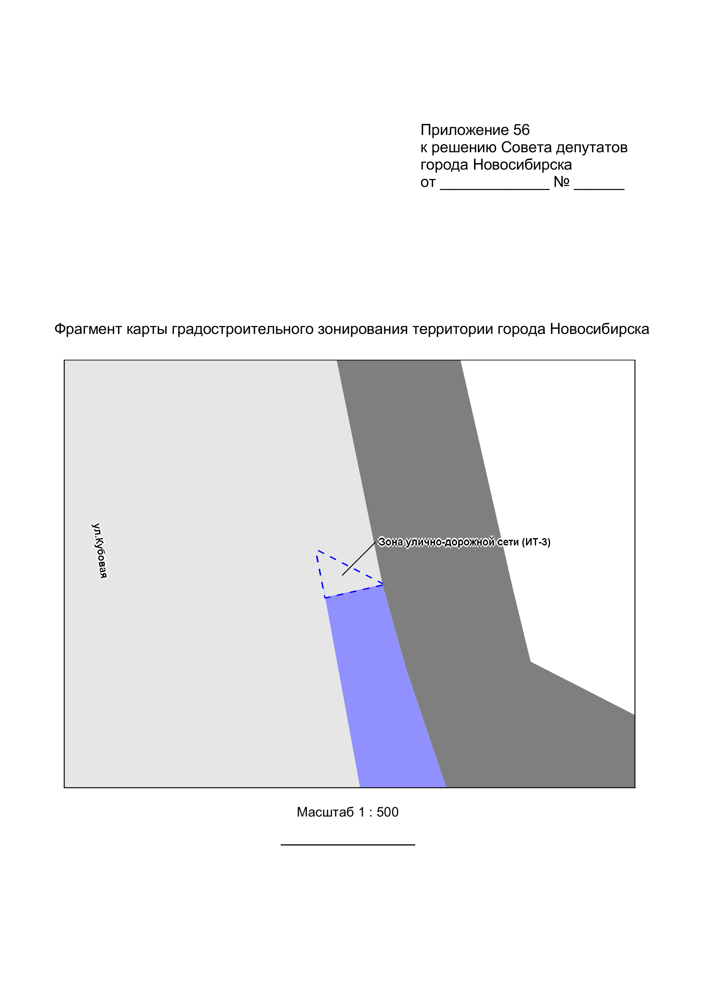 Приложение 56
к решению Совета депутатов
города Новосибирска
от _____________ № ______
Фрагмент карты градостроительного зонирования территории города Новосибирска
ул.Кубовая
Зона улично-дорожной сети (ИТ-3)
Масштаб 1 : 500